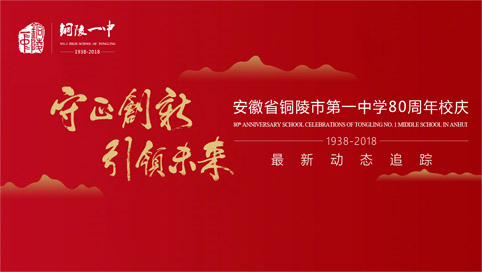 铜陵一中
NO.1 HIGH SCHOOL OF TONGLING
1938-2018
守正創新
引領未来
安徽省铜陵市第一中学80周年校庆
80th ANNIVERSARY SCHOOL CELEBRATIONS OF TONGLING NO. 1 MIDDLE SCHOOL IN ANHUI
1938-2018
最新动态追踪